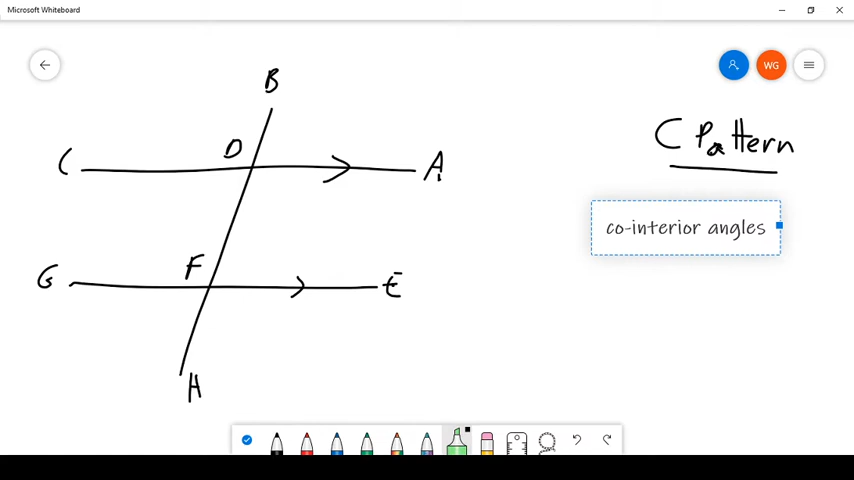 Microsoft Whiteboard
WG
B
D
C
A
C Pattern
co-interior angles
F
G
E
H